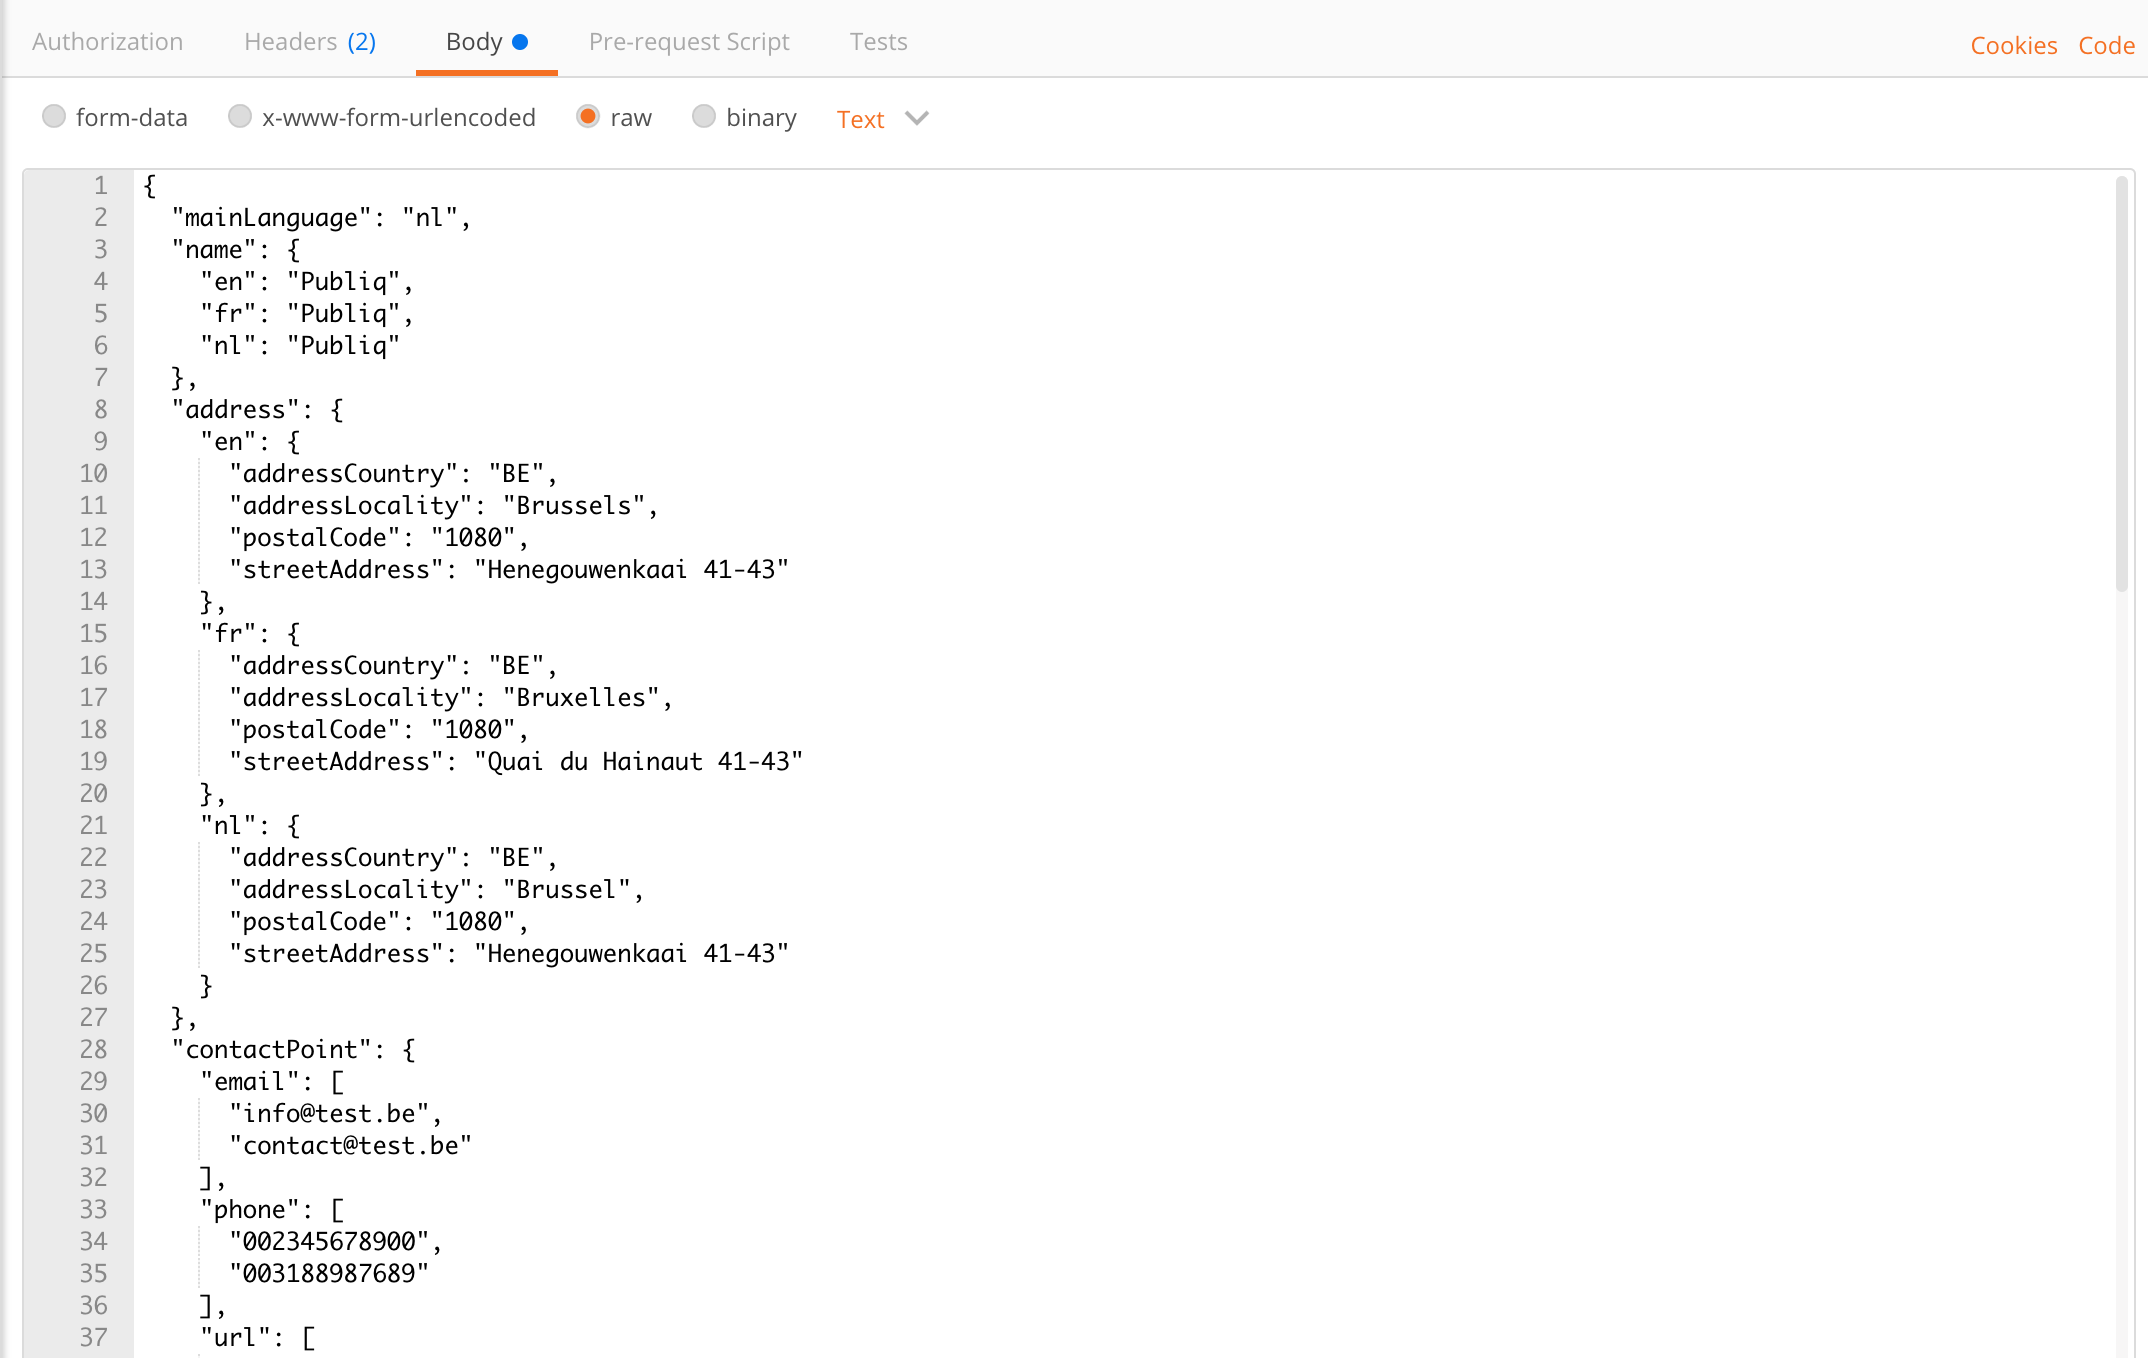 Authorization Headers (2) Body Pre-request Script Tests Cookies Code
form-data x-www-form-urlencoded raw binary Text
1 {
2   "mainLanguage": "nl",
3   "name": {
4     "en": "Publiq",
5     "fr": "Publiq",
6     "nl": "Publiq"
7   },
8   "address": {
9     "en": {
10       "addressCountry": "BE",
11       "addressLocality": "Brussels",
12       "postalCode": "1080",
13       "streetAddress": "Henegouwenkaai 41-43"
14     },
15     "fr": {
16       "addressCountry": "BE",
17       "addressLocality": "Bruxelles",
18       "postalCode": "1080",
19       "streetAddress": "Quai du Hainaut 41-43"
20     },
21     "nl": {
22       "addressCountry": "BE",
23       "addressLocality": "Brussel",
24       "postalCode": "1080",
25       "streetAddress": "Henegouwenkaai 41-43"
26     }
27   },
28   "contactPoint": {
29     "email": [
30       "info@test.be",
31       "contact@test.be"
32     ],
33     "phone": [
34       "002345678900",
35       "003188987689"
36     ],
37     "url": [